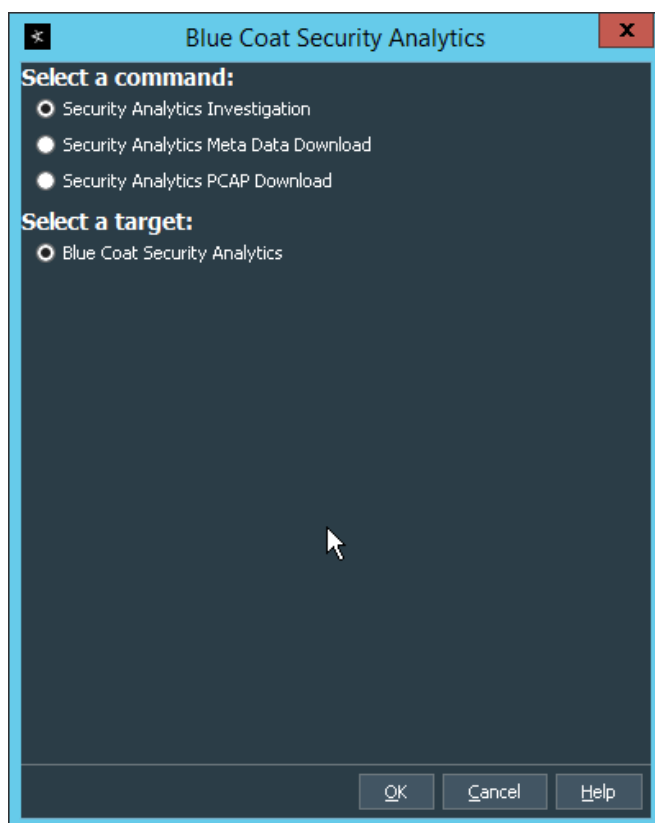 Blue Coat Security Analytics
x
Select a command:
Security Analytics Investigation
Security Analytics Meta Data Download
Security Analytics PCAP Download
Select a target:
Blue Coat Security Analytics
OK Cancel Help